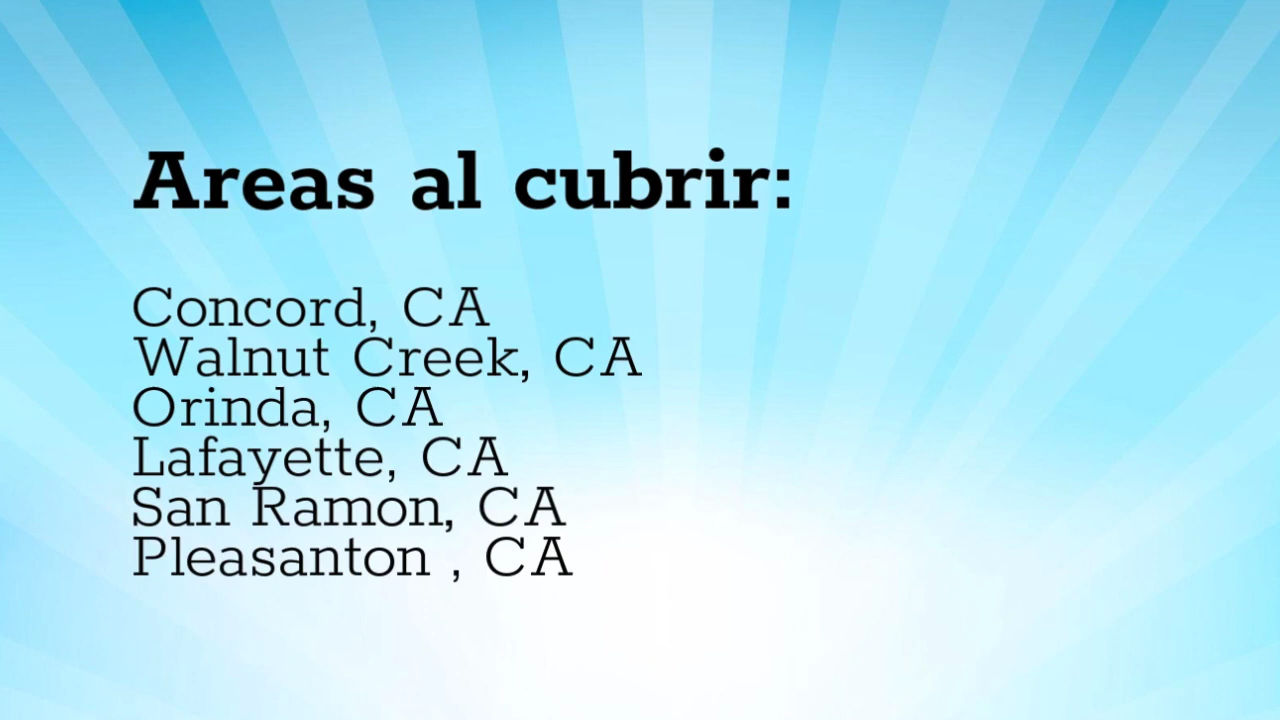 Areas al cubrir:
Concord, CA
Walnut Creek, CA
Orinda, CA
Lafayette, CA
San Ramon, CA
Pleasanton , CA